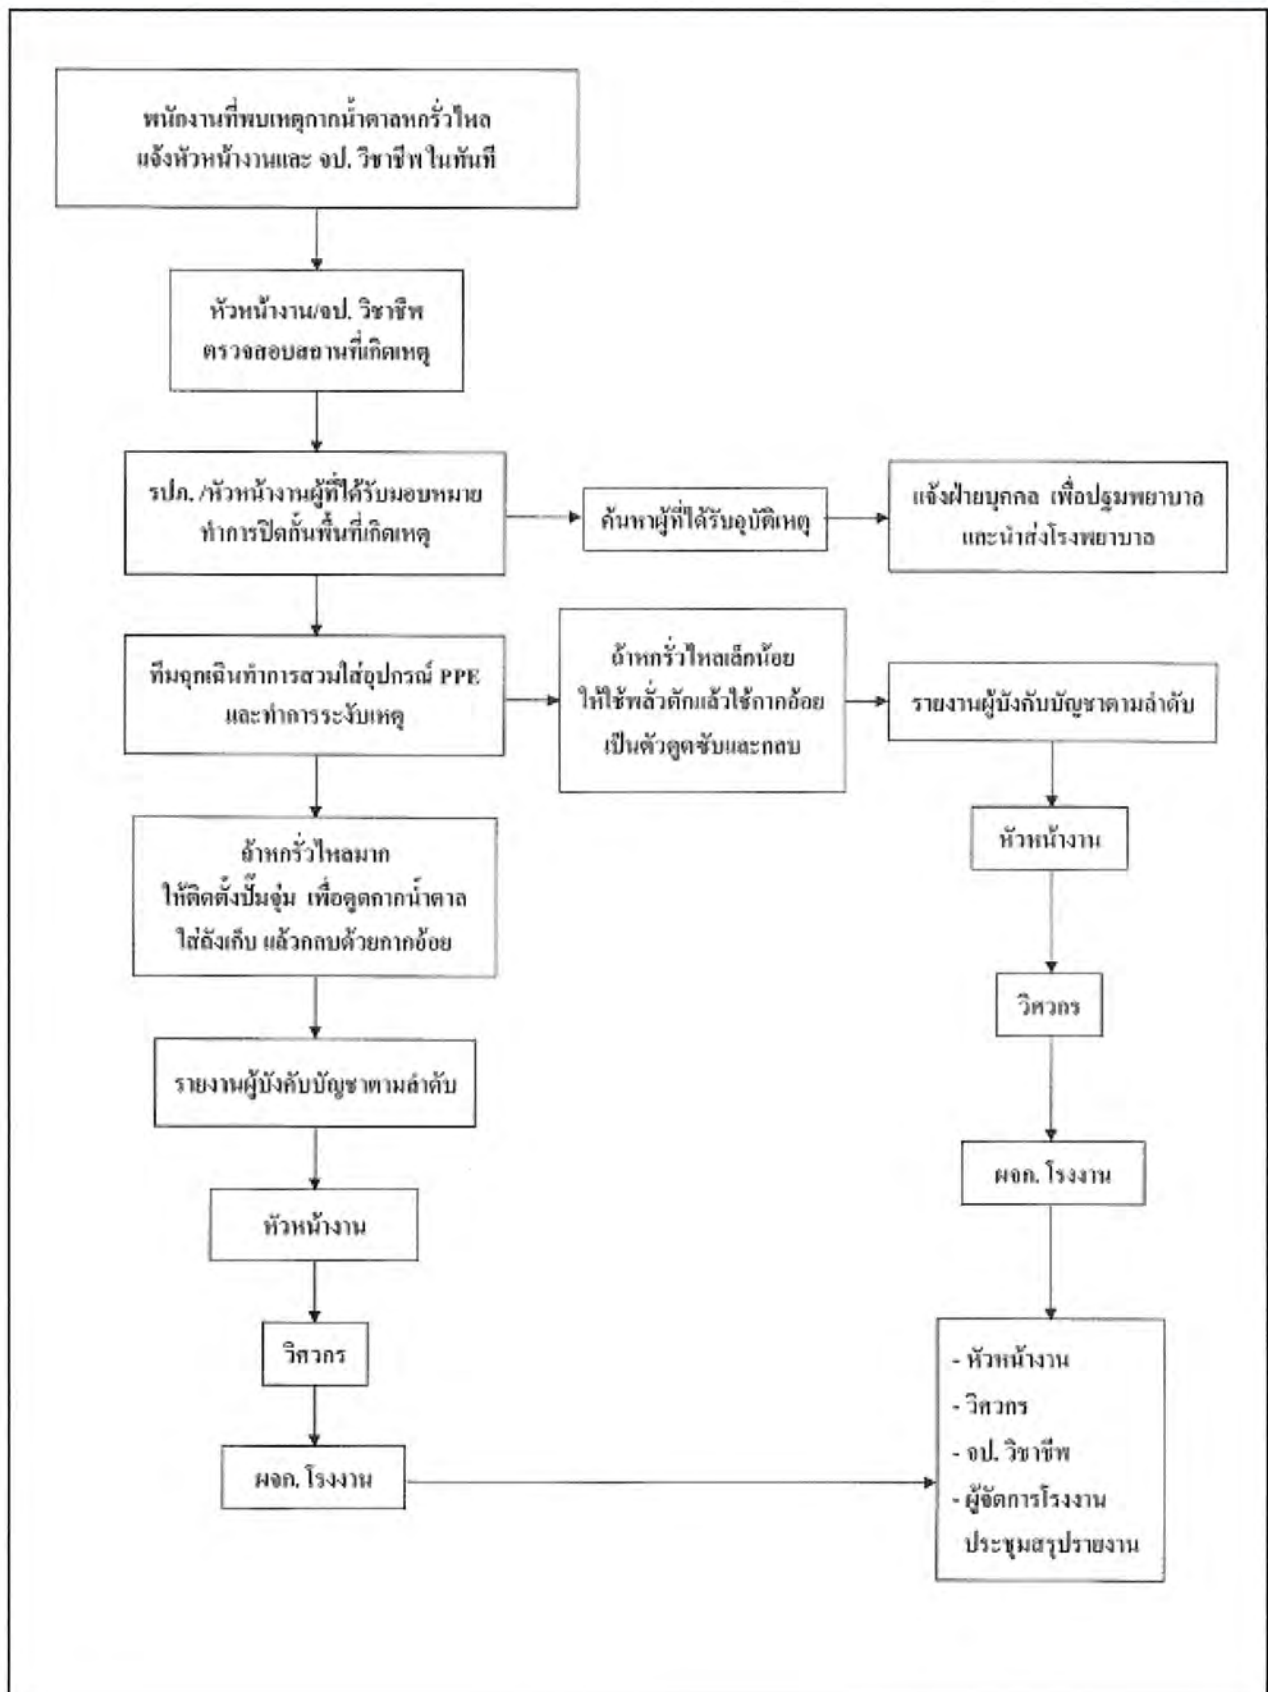 พนักงานที่พบเหตุกากน้ำตาลหกรั่วไหล
แจ้งหัวหน้างานและ จป. วิชาชีพ ในทันที
หัวหน้างาน/จป. วิชาชีพ
ตรวจสอบสถานที่เกิดเหตุ
รปภ. /หัวหน้างานผู้ที่ได้รับมอบหมาย
ทำการปิดกั้นพื้นที่เกิดเหตุ
ค้นหาผู้ที่ได้รับอุบัติเหตุ
แจ้งฝ่ายบุคคล เพื่อปฐมพยาบาล
และนำส่งโรงพยาบาล
ทีมฉุกเฉินทำการสวมใส่อุปกรณ์ PPE
และทำการระงับเหตุ
ถ้าหกรั่วไหลเล็กน้อย
ให้ใช้พลั่วตักแล้วใช้กากอ้อย
เป็นตัวดูดซับและกลบ
รายงานผู้บังคับบัญชาตามลำดับ
หัวหน้างาน
วิศวกร
ผจก. โรงงาน
ถ้าหกรั่วไหลมาก
ให้ติดตั้งปั๊มจุ่ม เพื่อดูดกากน้ำตาล
ใส่ถังเก็บ แล้วกลบด้วยกากอ้อย
รายงานผู้บังคับบัญชาตามลำดับ
หัวหน้างาน
วิศวกร
ผจก. โรงงาน
- หัวหน้างาน
- วิศวกร
- จป. วิชาชีพ
- ผู้จัดการโรงงาน
ประชุมสรุปรายงาน